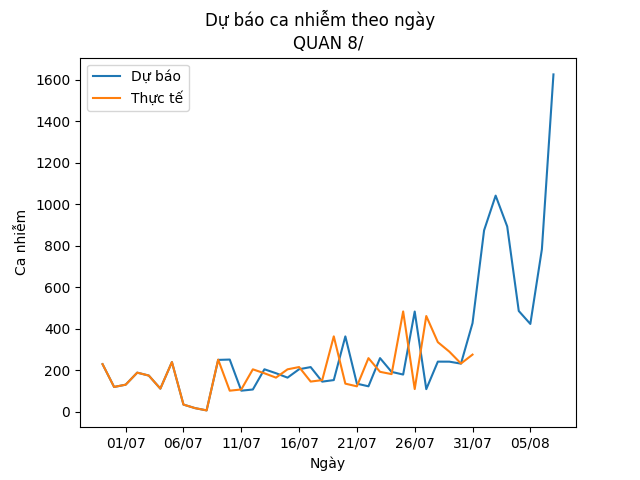 Dự báo ca nhiễm theo ngày
QUAN 8/
Dự báo
Thực tế
Ca nhiễm
1600
1400
1200
1000
800
600
400
200
0
01/07 06/07 11/07 16/07 21/07 26/07 31/07 05/08
Ngày